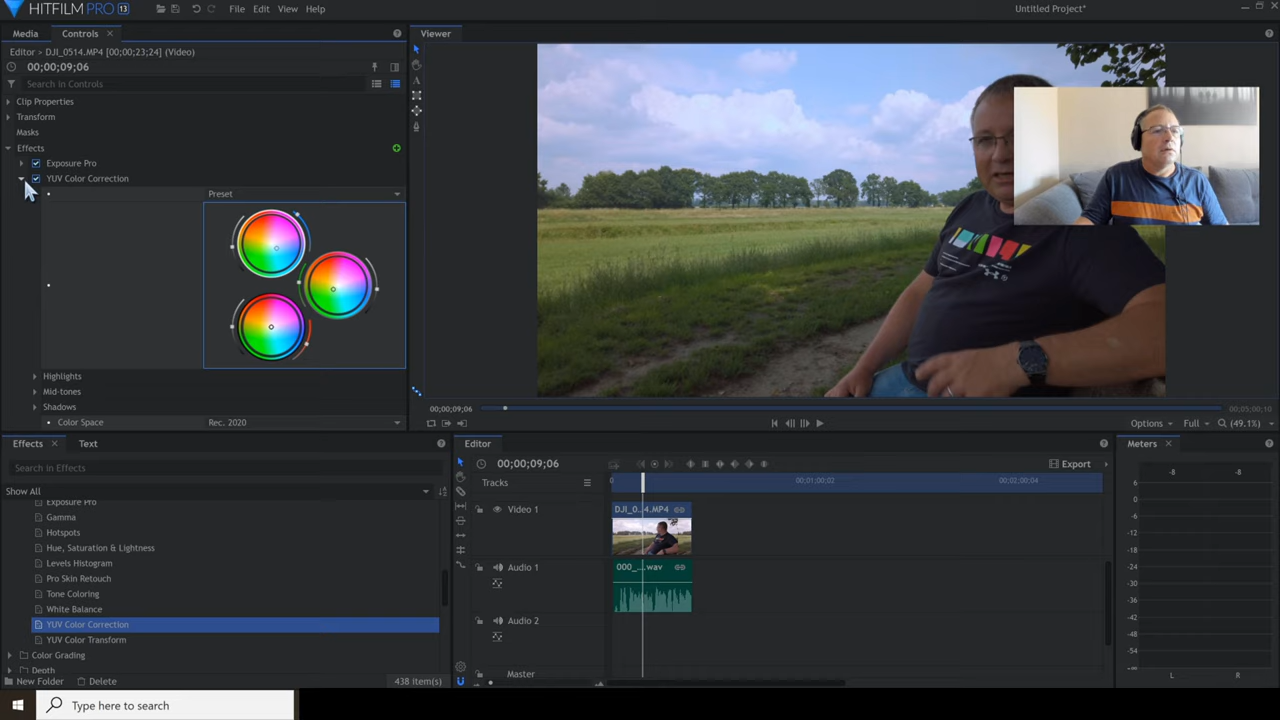 HITFILM PRO 13 File Edit View Help Untitled Project*
Media Controls
Editor > DJI_0514.MP4 [00;00;23;24] (Video)
00;00;09;06
Search in Controls
Clip Properties
Transform
Masks
Effects
Exposure Pro
YUV Color Correction
Preset
Highlights
Mid-tones
Shadows
Color Space Rec. 2020
Viewer
00;00;09;06 00;05;00;10
Options Full (49.1%)
Effects Text
Search in Effects
Show All
Exposure Pro
Gamma
Hotspots
Hue, Saturation & Lightness
Levels Histogram
Pro Skin Retouch
Tone Coloring
White Balance
YUV Color Correction
YUV Color Transform
Color Grading
Depth
New Folder Delete 438 item(s)
Editor
00;00;09;06 Export
Tracks 0 00;01;00;02 00;02;00;04
Video 1 DJI_0...4.MP4
Audio 1 000_...wav
Audio 2
Master
Meters
-8 -8
6
0
-6
-12
-18
-24
-30
-36
-42
-48
-54
L R
Type here to search